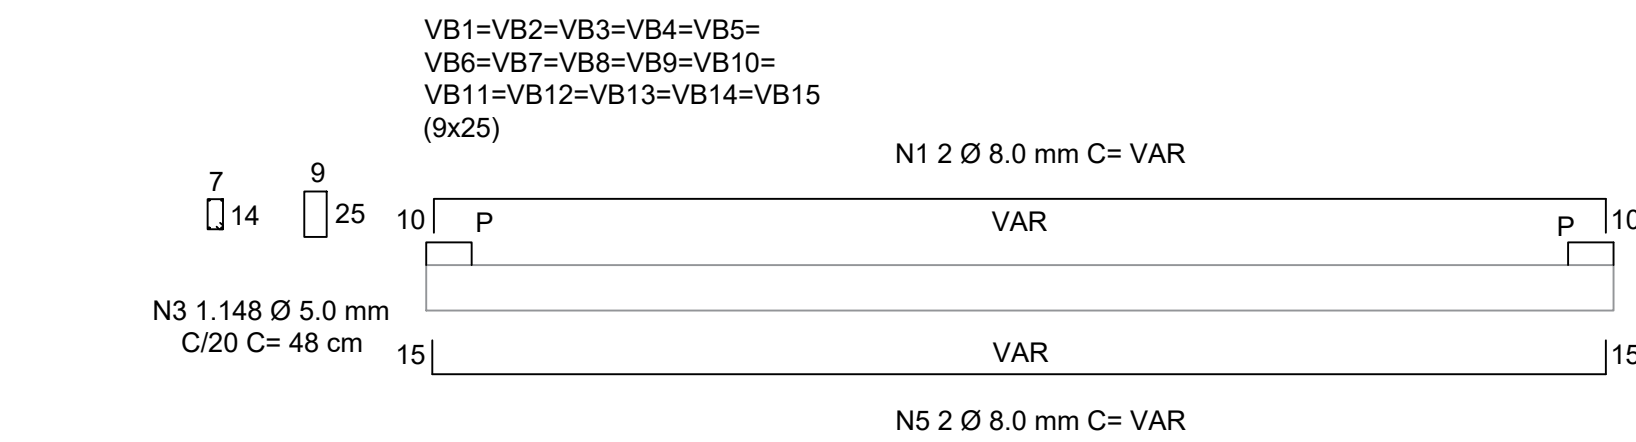 VB1=VB2=VB3=VB4=VB5=
VB6=VB7=VB8=VB9=VB10=
VB11=VB12=VB13=VB14=VB15
(9x25)
N1 2 Ø 8.0 mm C= VAR
7
9
14
25
10
P
VAR
P
10
N3 1.148 Ø 5.0 mm
C/20 C= 48 cm
15
VAR
15
N5 2 Ø 8.0 mm C= VAR